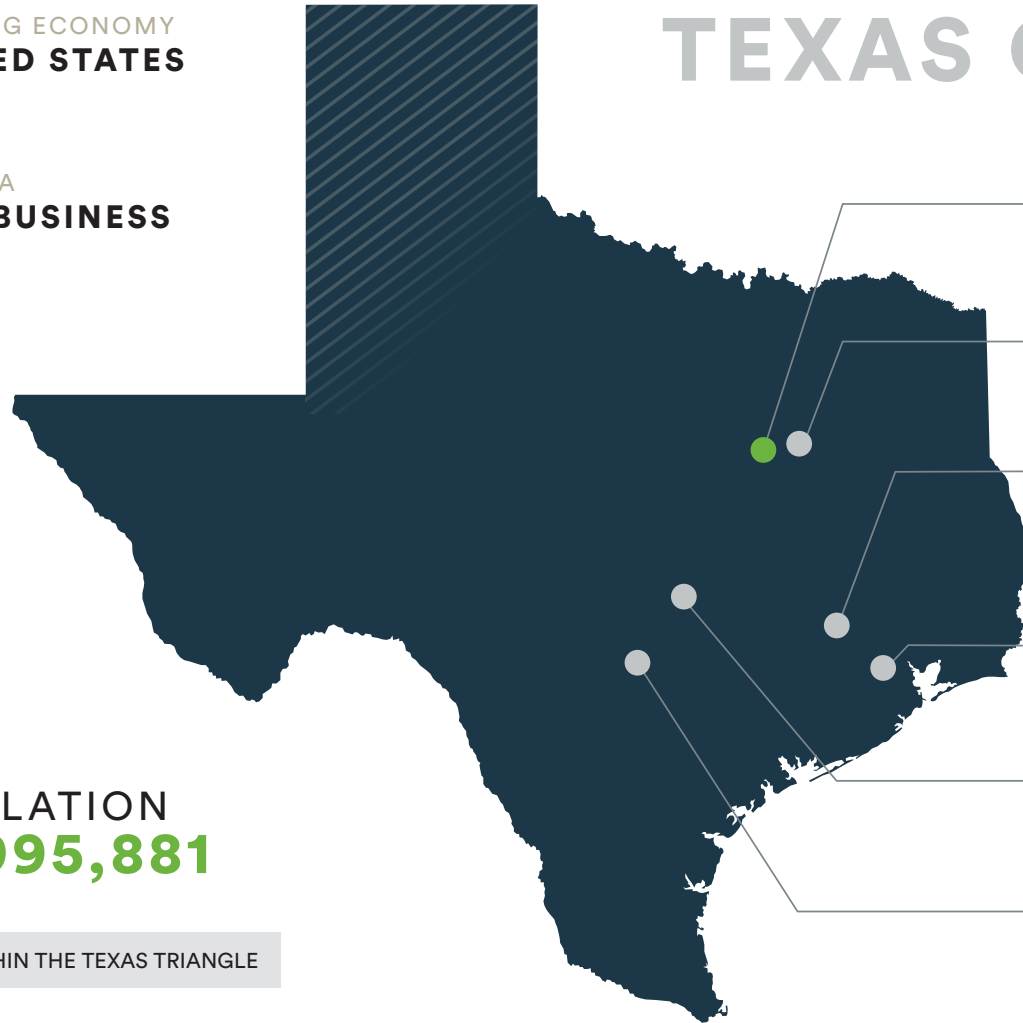 G ECONOMY
ED STATES
TEXAS
A
BUSINESS
LATION
95,881
HIN THE TEXAS TRIANGLE